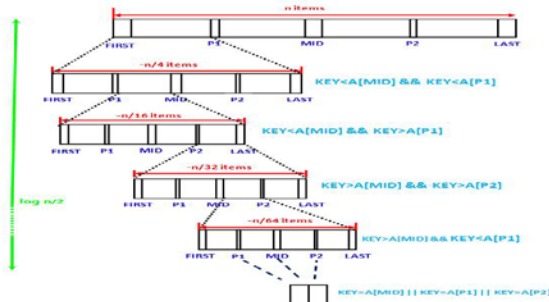 n items
FIRST P1 MID P2 LAST
~n/4 items
KEY<A[MID] && KEY<A[P1]
FIRST P1 MID P2 LAST
~n/16 items
KEY<A[MID] && KEY>A[P1]
FIRST P1 MID P2 LAST
~n/32 items
KEY>A[MID] && KEY>A[P2]
FIRST P1 MID P2 LAST
log n/2
~n/64 items
KEY>A[MID] && KEY<A[P1]
FIRST P1 MID P2 LAST
KEY=A[MID] || KEY=A[P1] || KEY=A[P2]